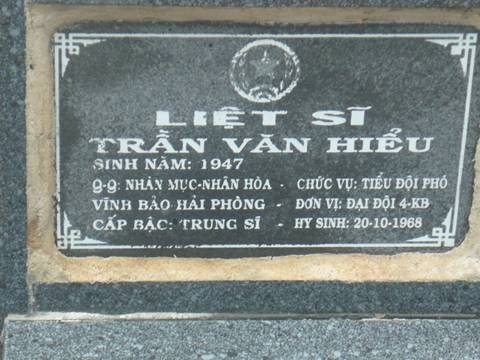 LIỆT SĨ
TRẦN VĂN HIỂU
SINH NĂM: 1947
Q-Q: NHÂN MỤC-NHÂN HÒA - CHỨC VỤ: TIỂU ĐỘI PHÓ
VĨNH BẢO HẢI PHÒNG - ĐƠN VỊ: ĐẠI ĐỘI 4-KB
CẤP BẬC: TRUNG SĨ - HY SINH: 20-10-1968